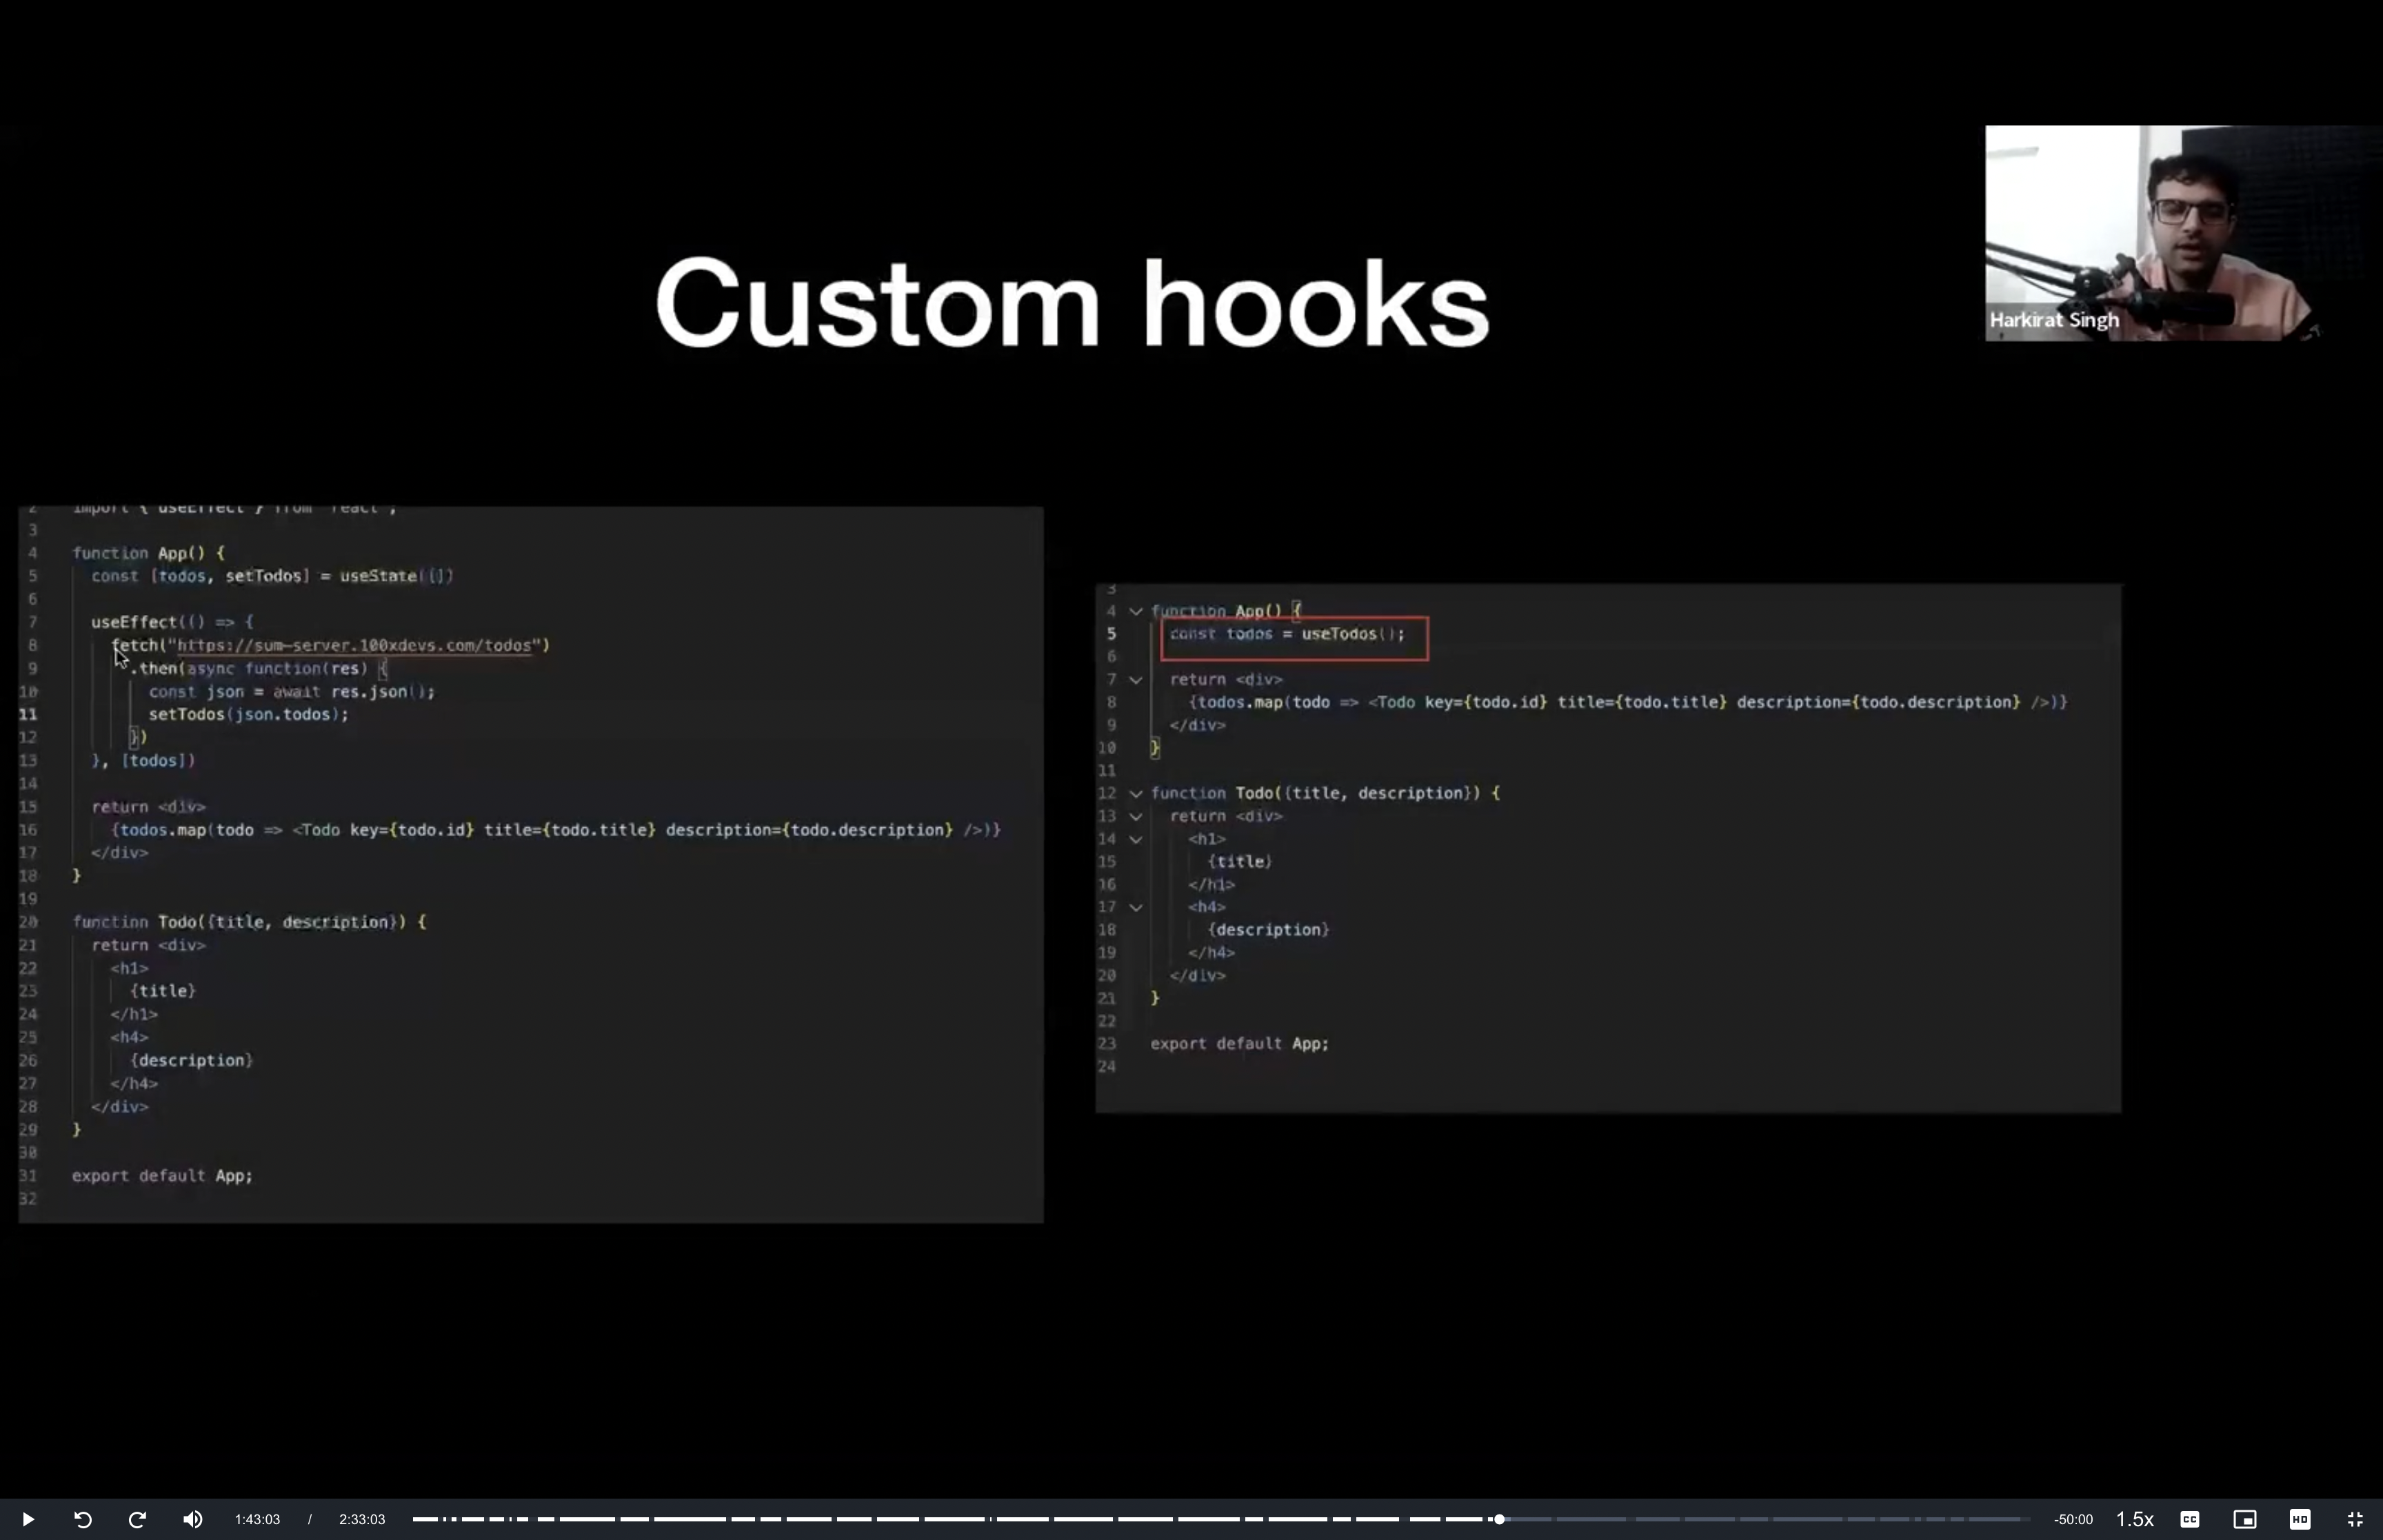 Custom hooks
Harkirat Singh
2 import { useEffect } from 'react';
3
4 function App() {
5 const [todos, setTodos] = useState([])
6
7 useEffect(() => {
8 fetch("https://sum-server.100xdevs.com/todos")
9 .then(async function(res) {
10 const json = await res.json();
11 setTodos(json.todos);
12 })
13 }, [todos])
14
15 return <div>
16 {todos.map(todo => <Todo key={todo.id} title={todo.title} description={todo.description} />)}
17 </div>
18 }
19
20 function Todo({title, description}) {
21 return <div>
22 <h1>
23 {title}
24 </h1>
25 <h4>
26 {description}
27 </h4>
28 </div>
29 }
30
31 export default App;
32
3
4 function App() {
5 const todos = useTodos();
6
7 return <div>
8 {todos.map(todo => <Todo key={todo.id} title={todo.title} description={todo.description} />)}
9 </div>
10 }
11
12 function Todo({title, description}) {
13 return <div>
14 <h1>
15 {title}
16 </h1>
17 <h4>
18 {description}
19 </h4>
20 </div>
21 }
22
23 export default App;
24
1:43:03 / 2:33:03 -50:00 1.5x CC HD